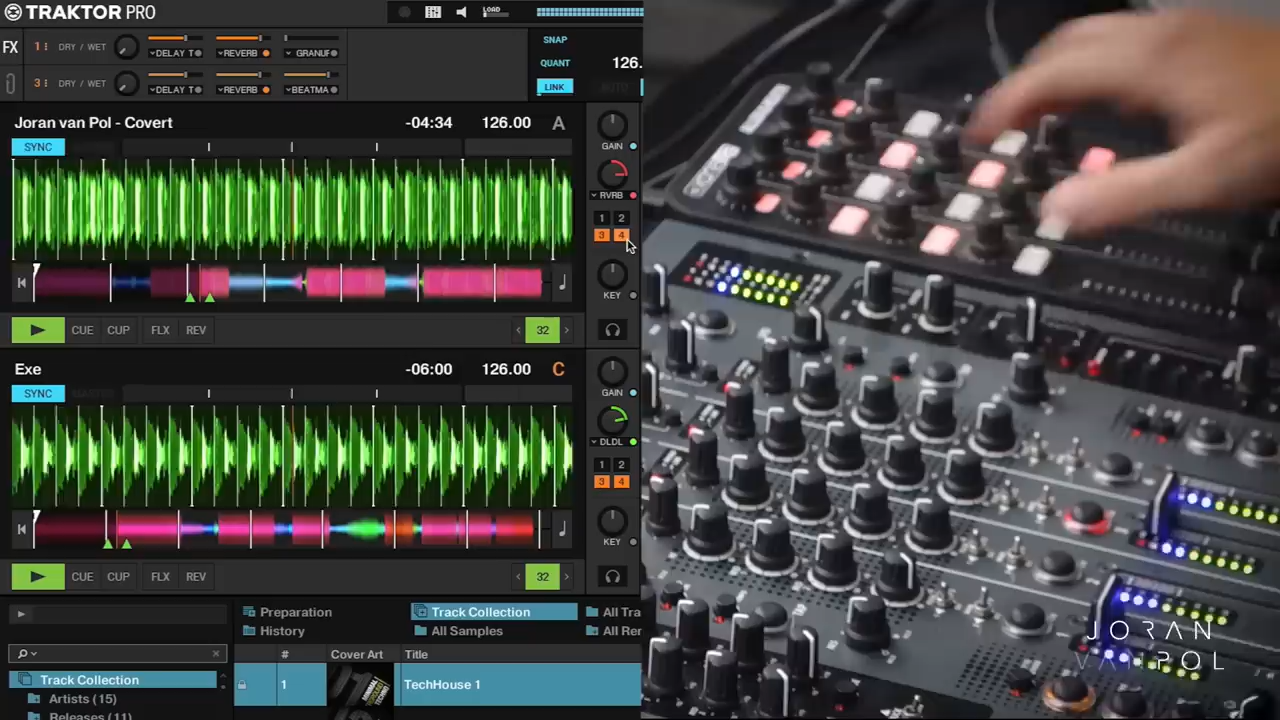 TRAKTOR PRO
LOAD
FX
1 DRY / WET
DELAY T
REVERB
GRANUF
3 DRY / WET
DELAY T
REVERB
BEATMA
SNAP
QUANT
126.
LINK
Joran van Pol - Covert
-04:34
126.00
A
SYNC
GAIN
RVRB
1 2
3 4
KEY
CUE CUP FLX REV
32
Exe
-06:00
126.00
C
SYNC
GAIN
DLDL
1 2
3 4
KEY
CUE CUP FLX REV
32
Preparation
Track Collection
All Tra
History
All Samples
All Rer
# Cover Art Title
Track Collection
Artists (15)
Releases (11)
1
TechHouse 1
JORAN
VANPOL